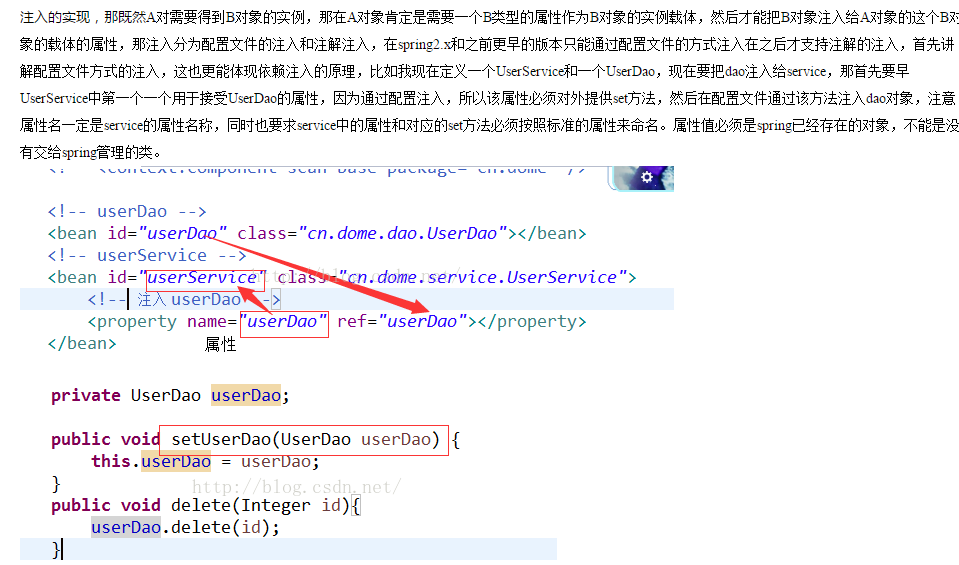 注入的实现，那既然A对需要得到B对象的实例，那在A对象肯定是需要一个B类型的属性作为B对象的实例载体，然后才能把B对象注入给A对象的这个B对
象的载体的属性，那注入分为配置文件的注入和注解注入，在spring2.x和之前更早的版本只能通过配置文件的方式注入在之后才支持注解的注入，首先讲
解配置文件方式的注入，这也更能体现依赖注入的原理，比如我现在定义一个UserService和一个UserDao，现在要把dao注入给service，那首先要早
UserService中第一个一个用于接受UserDao的属性，因为通过配置注入，所以该属性必须对外提供set方法，然后在配置文件通过该方法注入dao对象，注意
属性名一定是service的属性名称，同时也要求service中的属性和对应的set方法必须按照标准的属性来命名。属性值必须是spring已经存在的对象，不能是没
有交给spring管理的类。
<context:component-scan base-package="cn.dome" />
<!-- userDao -->
<bean id="userDao" class="cn.dome.dao.UserDao"></bean>
<!-- userService -->
<bean id="userService" class="cn.dome.service.UserService">
<!-- 注入userDao -->
<property name="userDao" ref="userDao"></property>
</bean>
属性
private UserDao userDao;
public void setUserDao(UserDao userDao) {
this.userDao = userDao;
}
http://blog.csdn.net/
public void delete(Integer id){
userDao.delete(id);
}